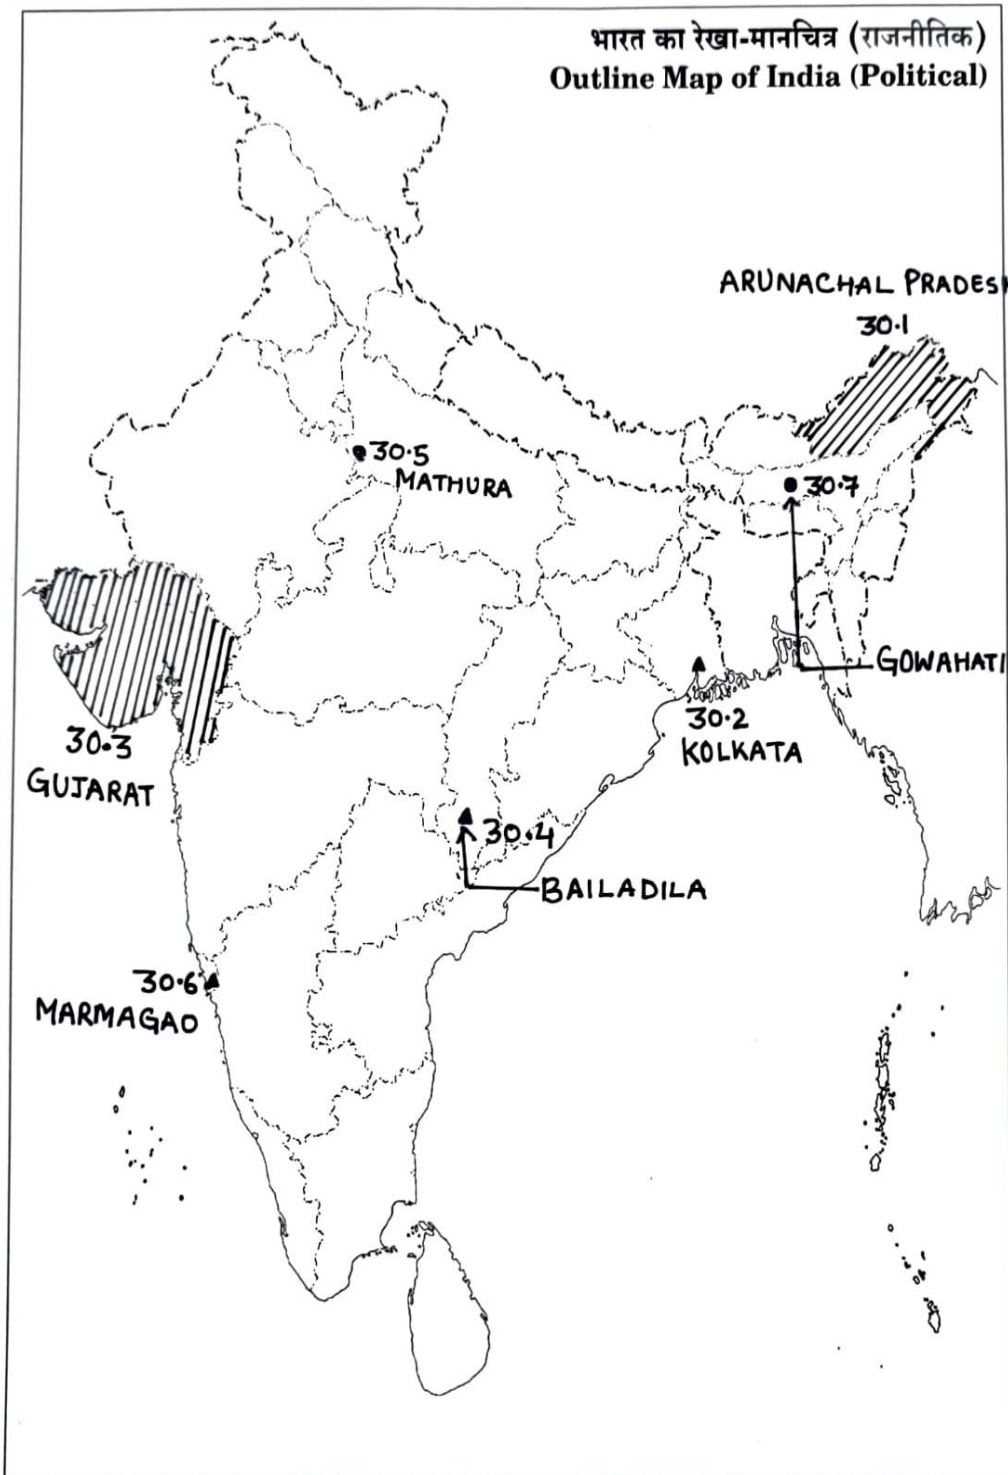 भारत का रेखा-मानचित्र (राजनीतिक)
Outline Map of India (Political)
ARUNACHAL PRADESH
30.1
30.5
MATHURA
30.7
GOWAHATI
30.2
KOLKATA
30.3
GUJARAT
30.4
BAILADILA
30.6
MARMAGAO